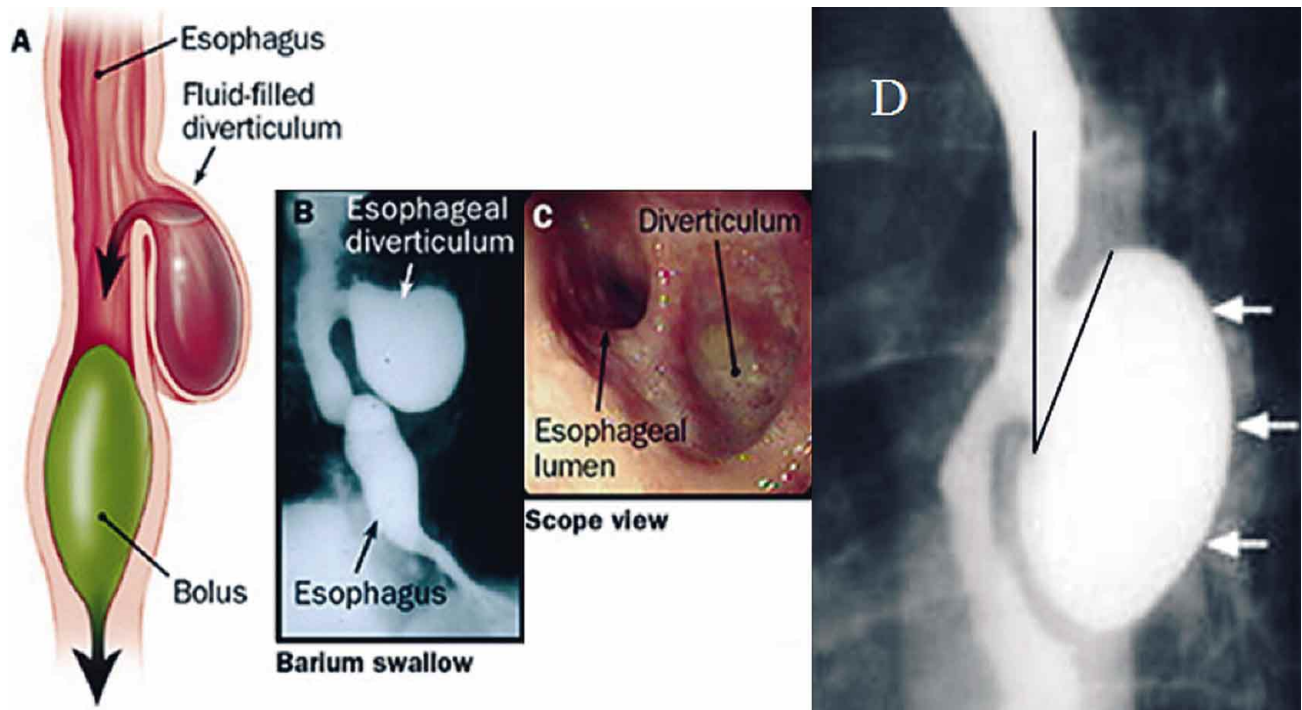 A
Esophagus
Fluid-filled
diverticulum
Bolus
B
Esophageal
diverticulum
Esophagus
Barium swallow
C
Diverticulum
Esophageal
lumen
Scope view
D